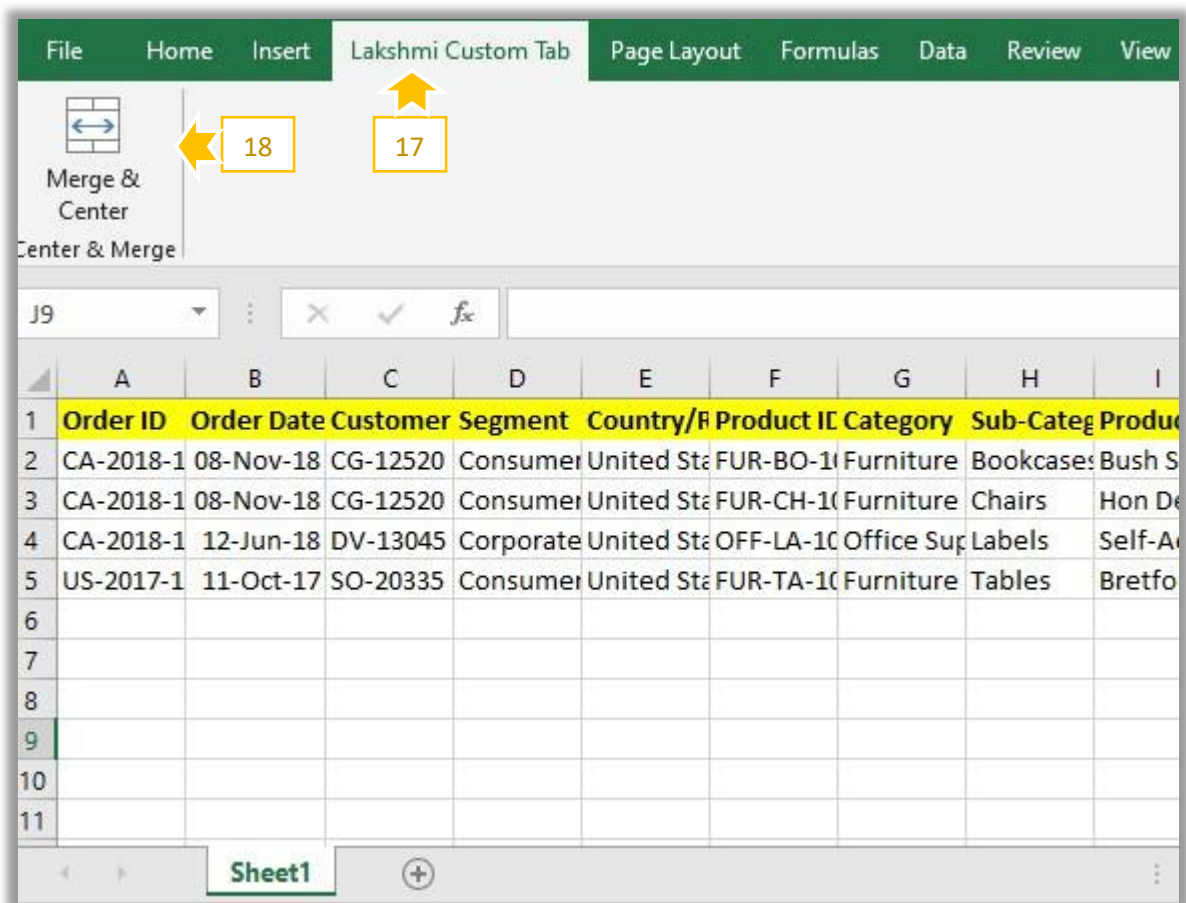 File Home Insert Lakshmi Custom Tab Page Layout Formulas Data Review View
18 17
Merge &
Center
Center & Merge
J9 fx
A B C D E F G H I
1 Order ID Order Date Customer Segment Country/R Product ID Category Sub-Categ Produc
2 CA-2018-1 08-Nov-18 CG-12520 Consumer United Sta FUR-BO-10 Furniture Bookcases Bush S
3 CA-2018-1 08-Nov-18 CG-12520 Consumer United Sta FUR-CH-10 Furniture Chairs Hon De
4 CA-2018-1 12-Jun-18 DV-13045 Corporate United Sta OFF-LA-10 Office Sup Labels Self-Ad
5 US-2017-1 11-Oct-17 SO-20335 Consumer United Sta FUR-TA-10 Furniture Tables Bretfo
6
7
8
9
10
11
Sheet1